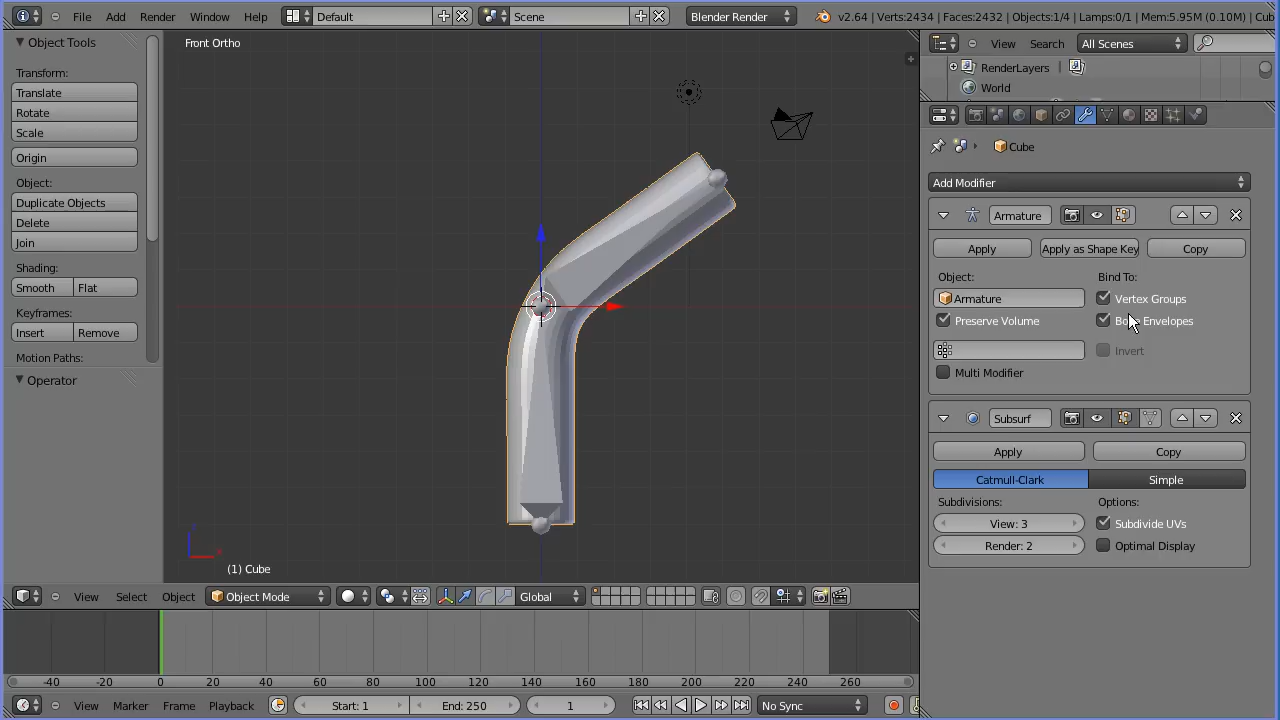 File Add Render Window Help Default Scene Blender Render v2.64 | Verts:2434 | Faces:2432 | Objects:1/4 | Lamps:0/1 | Mem:5.95M (0.10M) | Cub
Object Tools
Transform:
Translate
Rotate
Scale
Origin
Object:
Duplicate Objects
Delete
Join
Shading:
Smooth Flat
Keyframes:
Insert Remove
Motion Paths:
Operator
Front Ortho
(1) Cube
View Select Object Object Mode Global
-40 -20 0 20 40 60 80 100 120 140 160 180 200 220 240 260
View Marker Frame Playback Start: 1 End: 250 1 No Sync
View Search All Scenes
RenderLayers |
World
Cube
Add Modifier
Armature
Apply Apply as Shape Key Copy
Object: Bind To:
Armature Vertex Groups
Preserve Volume Bone Envelopes
Invert
Multi Modifier
Subsurf
Apply Copy
Catmull-Clark Simple
Subdivisions: Options:
View: 3 Subdivide UVs
Render: 2 Optimal Display